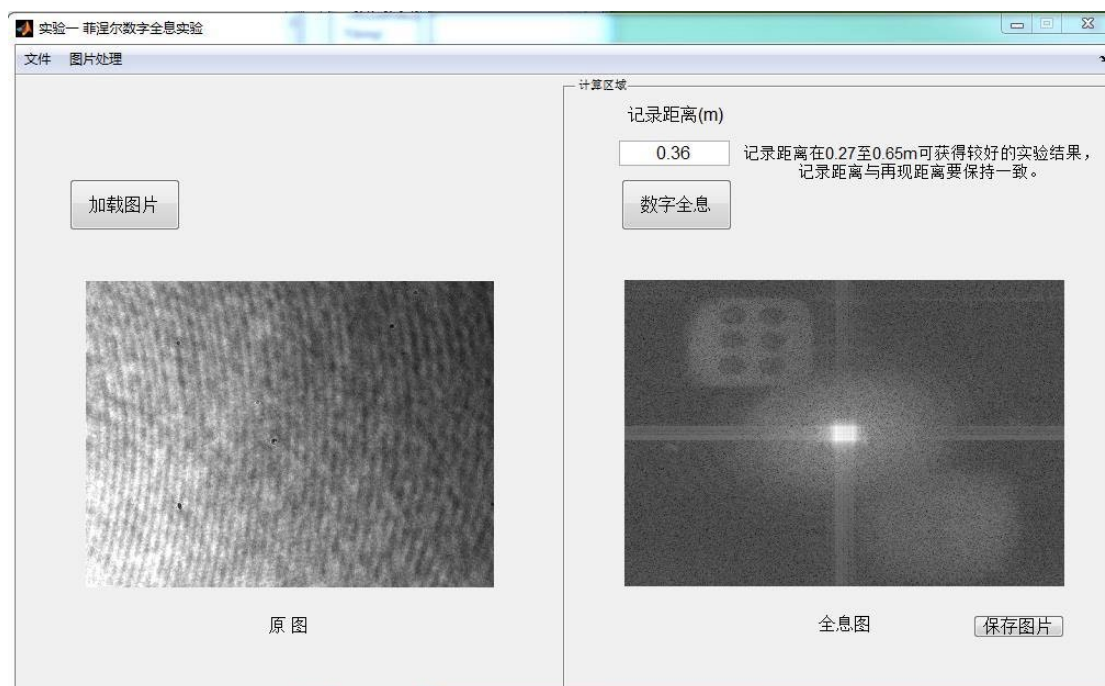 实验一 菲涅尔数字全息实验
文件 图片处理
计算区域
记录距离(m)
0.36
记录距离在0.27至0.65m可获得较好的实验结果，
记录距离与再现距离要保持一致。
加载图片
数字全息
原 图
全息图
保存图片